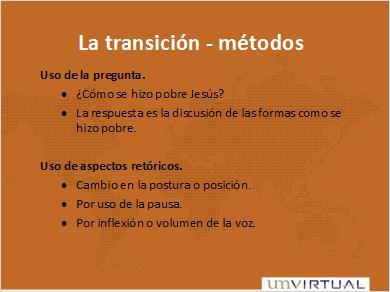 La transición - métodos
Uso de la pregunta.
• ¿Cómo se hizo pobre Jesús?
• La respuesta es la discusión de las formas como se
hizo pobre.
Uso de aspectos retóricos.
• Cambio en la postura o posición.
• Por uso de la pausa.
• Por inflexión o volumen de la voz.
umVIRTUAL